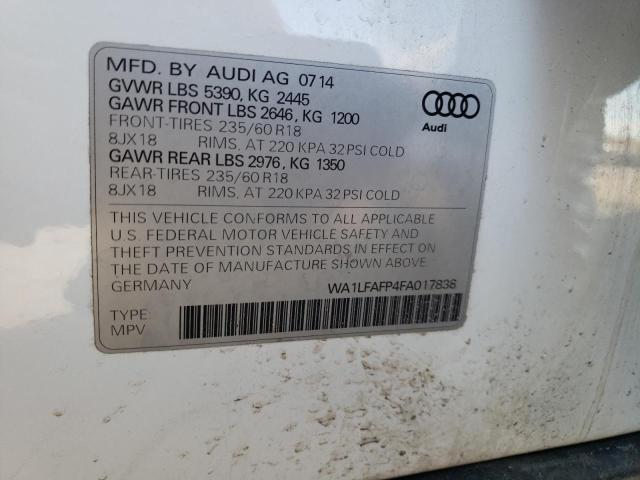 MFD. BY AUDI AG 07 14
GVWR LBS 5390, KG 2445
GAWR FRONT LBS 2646, KG 1200
FRONT-TIRES 235/60 R18
8JX18 RIMS, AT 220 KPA 32 PSI COLD
GAWR REAR LBS 2976, KG 1350
REAR-TIRES 235/60 R18
8JX18 RIMS, AT 220 KPA 32 PSI COLD
Audi
THIS VEHICLE CONFORMS TO ALL APPLICABLE
U.S. FEDERAL MOTOR VEHICLE SAFETY AND
THEFT PREVENTION STANDARDS IN EFFECT ON
THE DATE OF MANUFACTURE SHOWN ABOVE.
GERMANY WA1LFAFP4FA017838
TYPE:
MPV